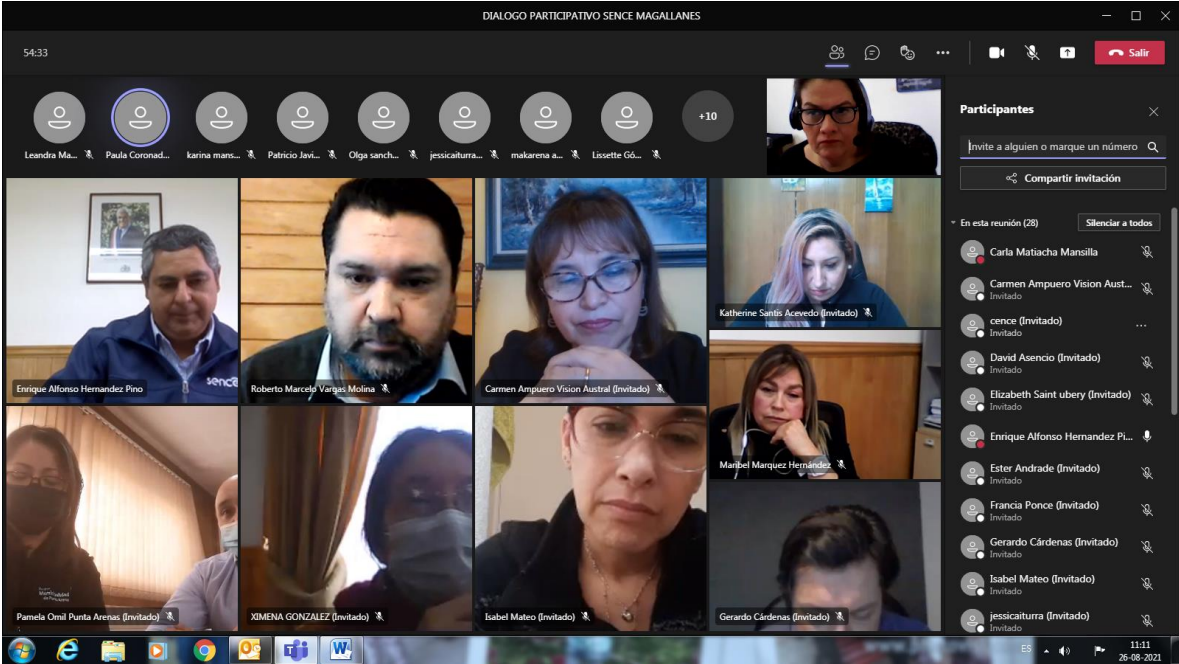 DIALOGO PARTICIPATIVO SENCE MAGALLANES
54:33
Salir
Leandra Ma...
Paula Coronad...
karina mans...
Patricio Javi...
Olga sanch...
jessicaiturra...
makarena a...
Lissette Gó...
+10
Enrique Alfonso Hernandez Pino
sence
Roberto Marcelo Vargas Molina
Carmen Ampuero Vision Austral (Invitado)
Katherine Santis Acevedo (Invitado)
Maribel Marquez Hernández
Pamela Omil Punta Arenas (Invitado)
XIMENA GONZALEZ (Invitado)
Isabel Mateo (Invitado)
Gerardo Cárdenas (Invitado)
Participantes
Invite a alguien o marque un número
Compartir invitación
En esta reunión (28)
Silenciar a todos
Carla Matiacha Mansilla
Carmen Ampuero Vision Aust...
Invitado
cence (Invitado)
Invitado
David Asencio (Invitado)
Invitado
Elizabeth Saint ubery (Invitado)
Invitado
Enrique Alfonso Hernandez Pi...
Ester Andrade (Invitado)
Invitado
Francia Ponce (Invitado)
Invitado
Gerardo Cárdenas (Invitado)
Invitado
Isabel Mateo (Invitado)
Invitado
jessicaiturra (Invitado)
Invitado
ES
11:11
26-08-2021